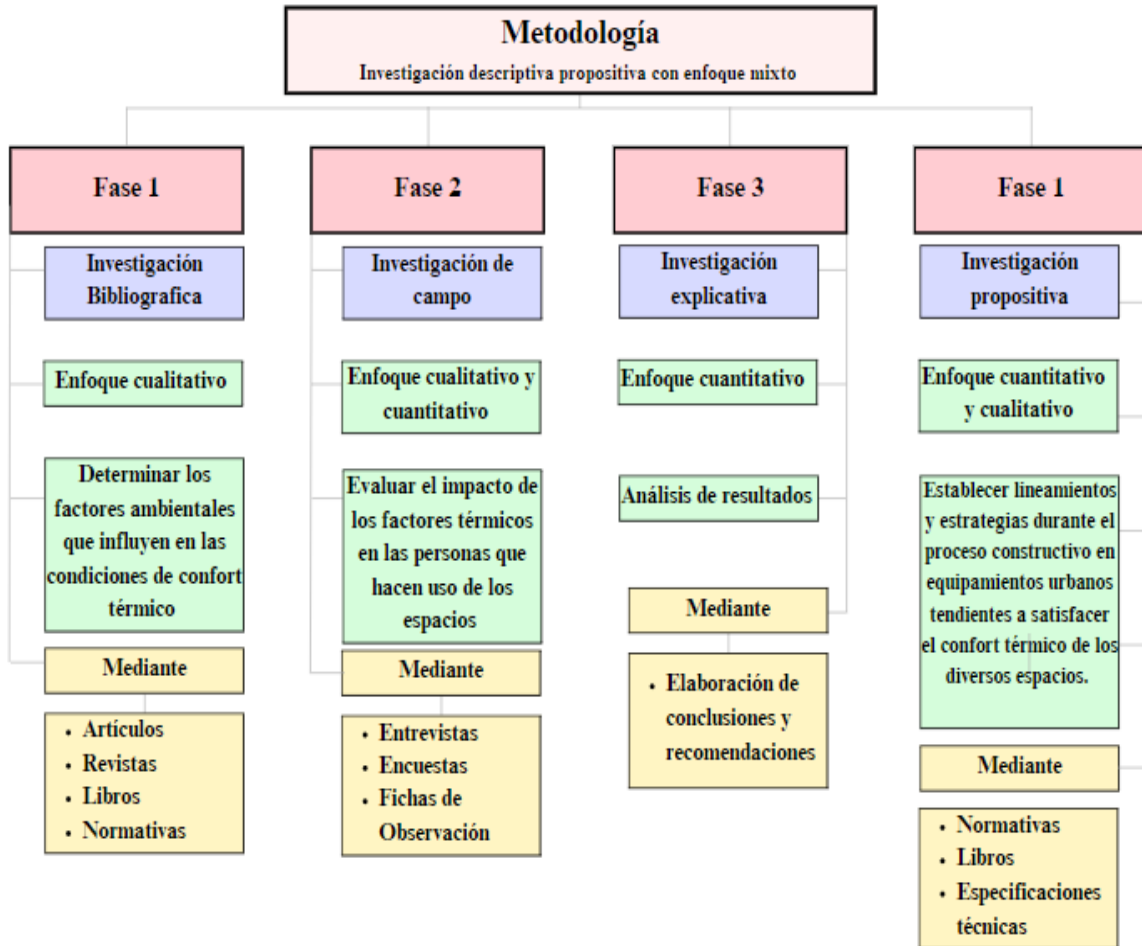 Metodología
Investigación descriptiva propositiva con enfoque mixto
Fase 1
Investigación
Bibliografica
Enfoque cualitativo
Determinar los
factores ambientales
que influyen en las
condiciones de confort
térmico
Mediante
• Artículos
• Revistas
• Libros
• Normativas
Fase 2
Investigación de
campo
Enfoque cualitativo y
cuantitativo
Evaluar el impacto de
los factores térmicos
en las personas que
hacen uso de los
espacios
Mediante
• Entrevistas
• Encuestas
• Fichas de
Observación
Fase 3
Investigación
explicativa
Enfoque cuantitativo
Análisis de resultados
Mediante
• Elaboración de
conclusiones y
recomendaciones
Fase 1
Investigación
propositiva
Enfoque cuantitativo
y cualitativo
Establecer lineamientos
y estrategias durante el
proceso constructivo en
equipamientos urbanos
tendientes a satisfacer
el confort térmico de los
diversos espacios.
Mediante
• Normativas
• Libros
• Especificaciones
técnicas